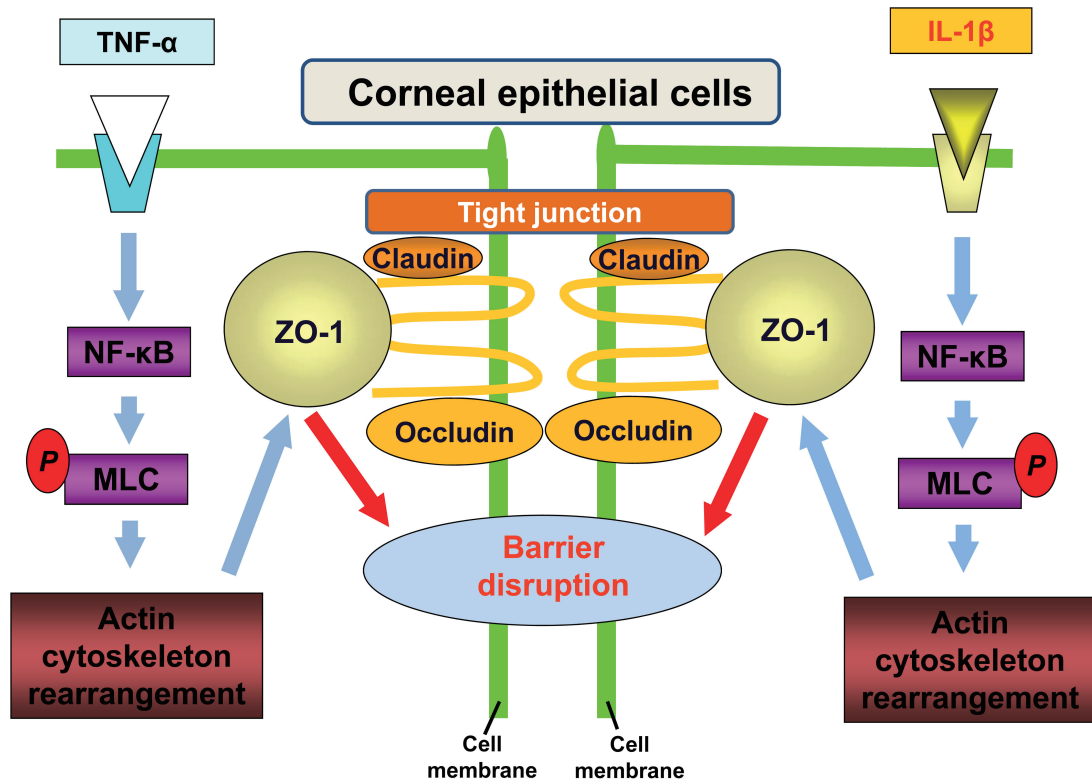 TNF-α
IL-1β
Corneal epithelial cells
Tight junction
Claudin
Claudin
ZO-1
ZO-1
NF-κB
NF-κB
Occludin
Occludin
P
MLC
MLC
P
Barrier
disruption
Actin
cytoskeleton
rearrangement
Actin
cytoskeleton
rearrangement
Cell
membrane
Cell
membrane